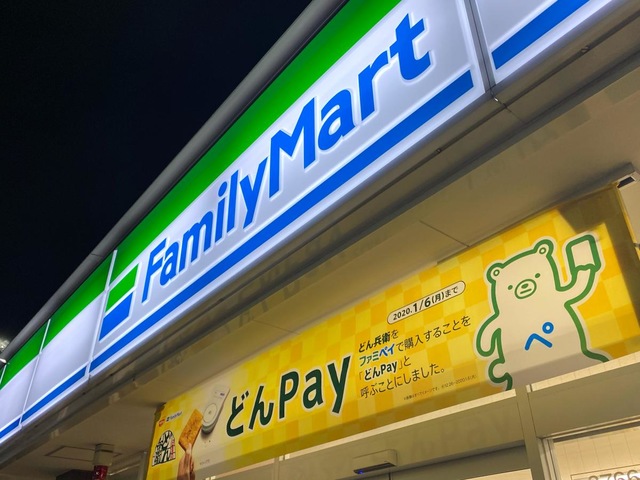 FamilyMart
2020.1/6(月)まで
どん兵衛を
ファミペイで購入することを
「どんPay」と
呼ぶことにしました。
どんPay
ペ